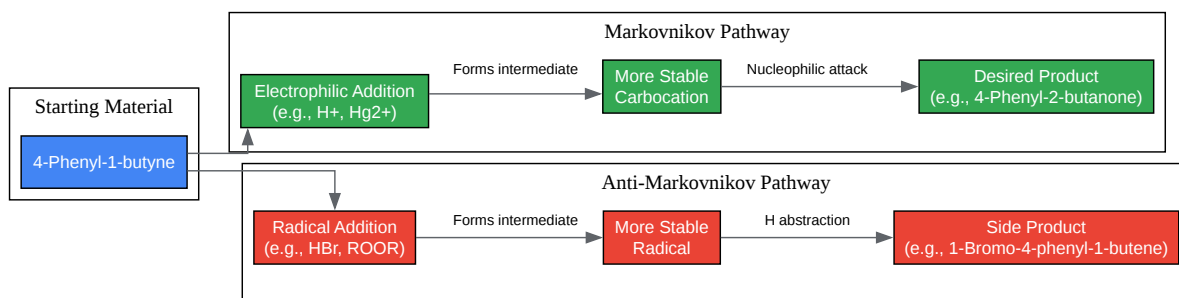 Markovnikov Pathway
Starting Material
4-Phenyl-1-butyne
Electrophilic Addition
(e.g., H+, Hg2+)
Forms intermediate
More Stable
Carbocation
Nucleophilic attack
Desired Product
(e.g., 4-Phenyl-2-butanone)
Anti-Markovnikov Pathway
Radical Addition
(e.g., HBr, ROOR)
Forms intermediate
More Stable
Radical
H abstraction
Side Product
(e.g., 1-Bromo-4-phenyl-1-butene)